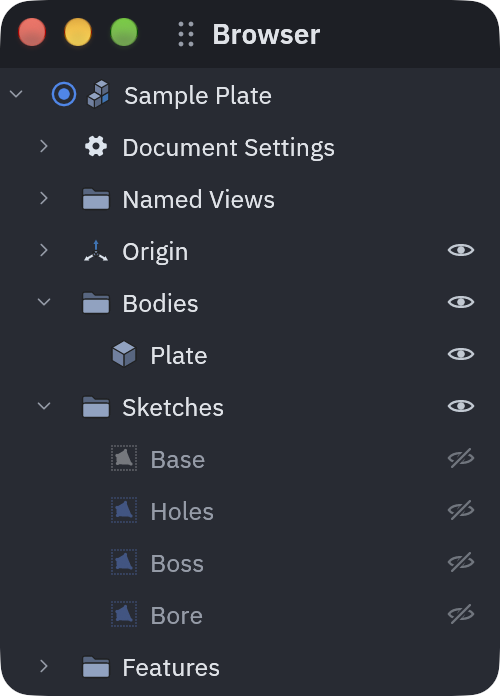 Browser
Sample Plate
Document Settings
Named Views
Origin
Bodies
Plate
Sketches
Base
Holes
Boss
Bore
Features